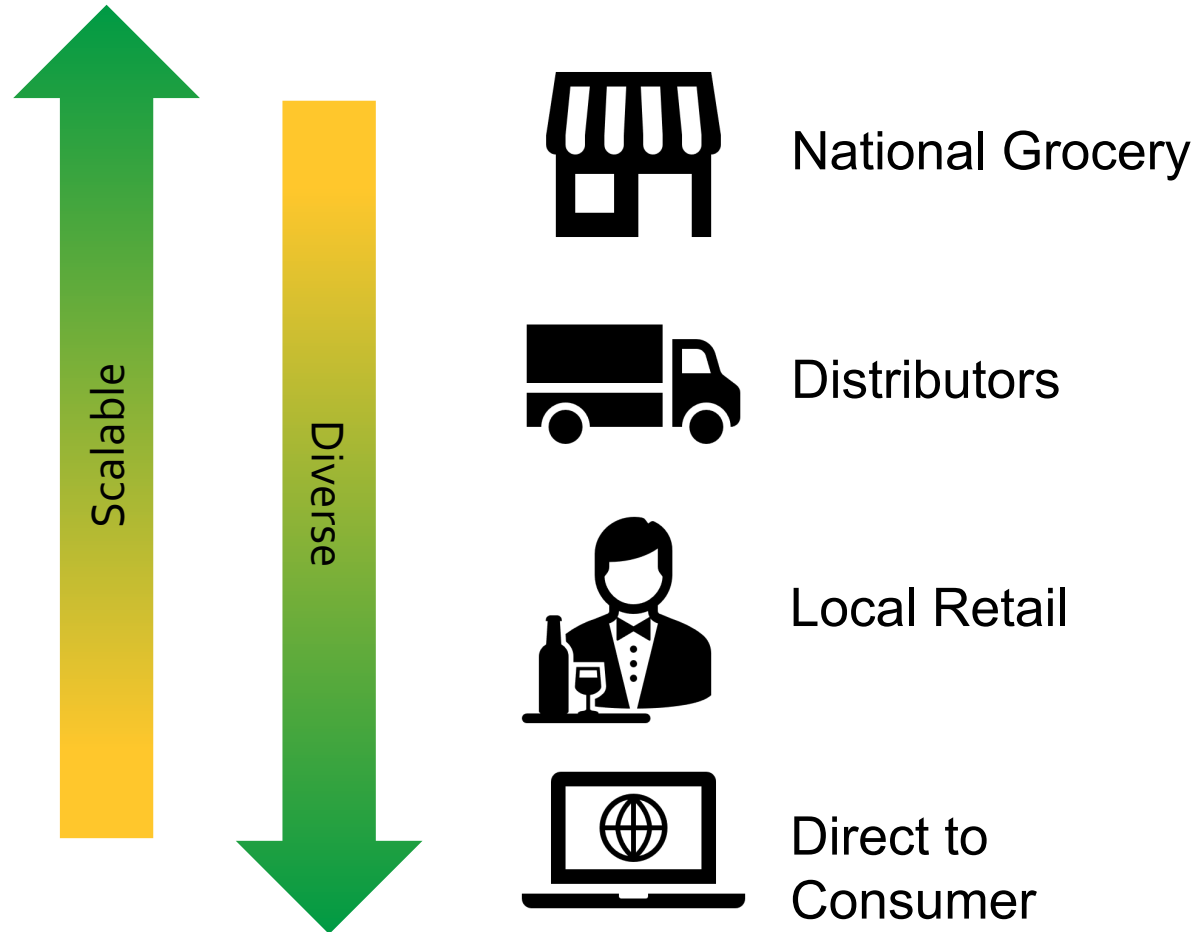 Scalable
Diverse
National Grocery
Distributors
Local Retail
Direct to
Consumer